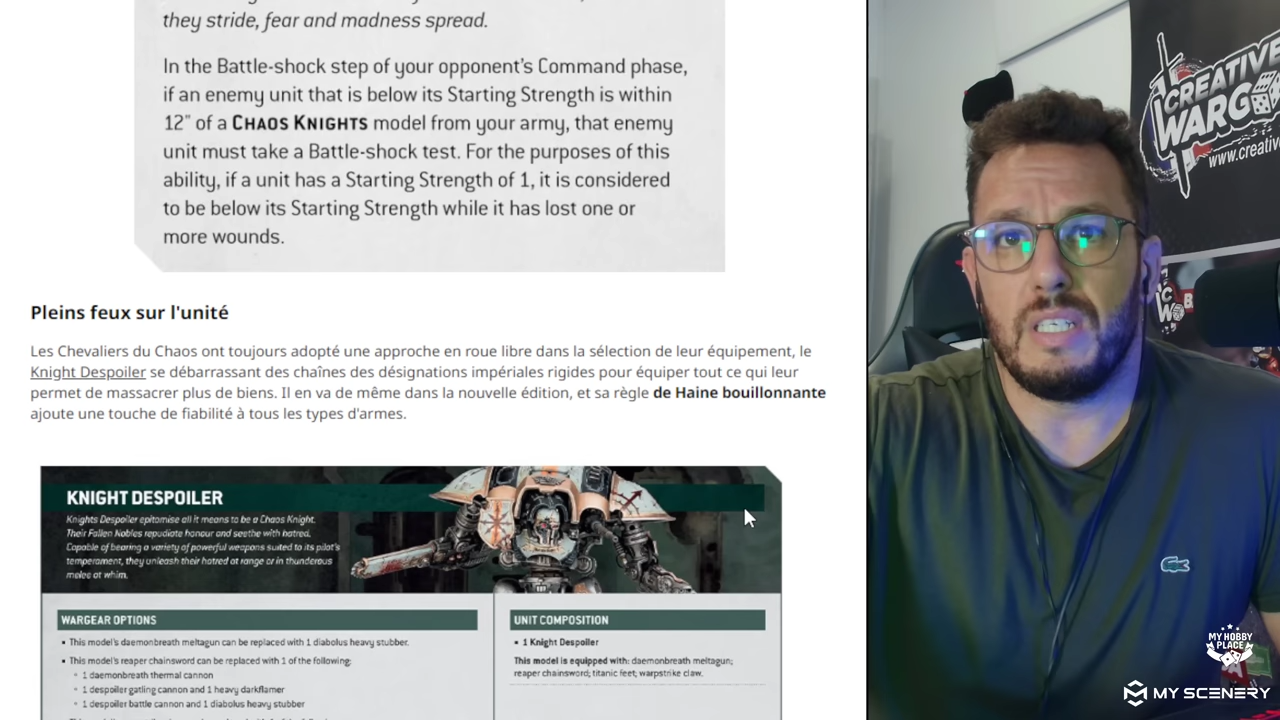 they stride, fear and madness spread.
In the Battle-shock step of your opponent's Command phase,
if an enemy unit that is below its Starting Strength is within
12" of a CHAOS KNIGHTS model from your army, that enemy
unit must take a Battle-shock test. For the purposes of this
ability, if a unit has a Starting Strength of 1, it is considered
to be below its Starting Strength while it has lost one or
more wounds.
Pleins feux sur l'unité
Les Chevaliers du Chaos ont toujours adopté une approche en roue libre dans la sélection de leur équipement, le
Knight Despoiler se débarrassant des chaînes des désignations impériales rigides pour équiper tout ce qui leur
permet de massacrer plus de biens. Il en va de même dans la nouvelle édition, et sa règle de Haine bouillonnante
ajoute une touche de fiabilité à tous les types d'armes.
KNIGHT DESPOILER
Knights Despoiler epitomise all it means to be a Chaos Knight.
Their Fallen Nobles repudiate honour and seethe with hatred.
Capable of bearing a variety of powerful weapons suited to its pilot's
temperament, they unleash their hatred at range or in thunderous
melee at whim.
WARGEAR OPTIONS
▪ This model's daemonbreath meltagun can be replaced with 1 diabolus heavy stubber.
▪ This model's reaper chainsword can be replaced with 1 of the following:
◦ 1 daemonbreath thermal cannon
◦ 1 despoiler gatling cannon and 1 heavy darkflamer
◦ 1 despoiler battle cannon and 1 diabolus heavy stubber
UNIT COMPOSITION
▪ 1 Knight Despoiler
This model is equipped with: daemonbreath meltagun;
reaper chainsword; titanic feet; warpstrike claw.
CREATIVE
WARG
www.creativ
MY HOBBY
PLACE
MY SCENERY